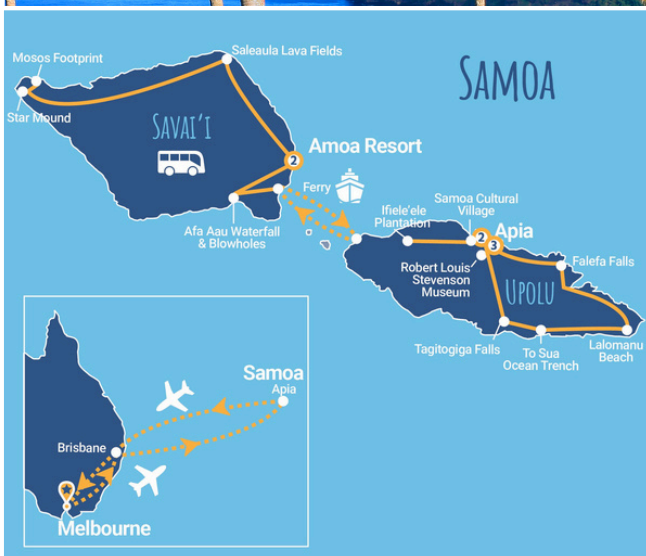 SAMOA
Mosos Footprint
Saleaula Lava Fields
Star Mound
SAVAI'I
2
Amoa Resort
Ferry
Afa Aau Waterfall
& Blowholes
Ifiele'ele
Plantation
Samoa Cultural
Village
2
3
Apia
Robert Louis
Stevenson
Museum
UPOLU
Falefa Falls
Tagitogiga Falls
To Sua
Ocean Trench
Lalomanu
Beach
Samoa
Apia
Brisbane
Melbourne